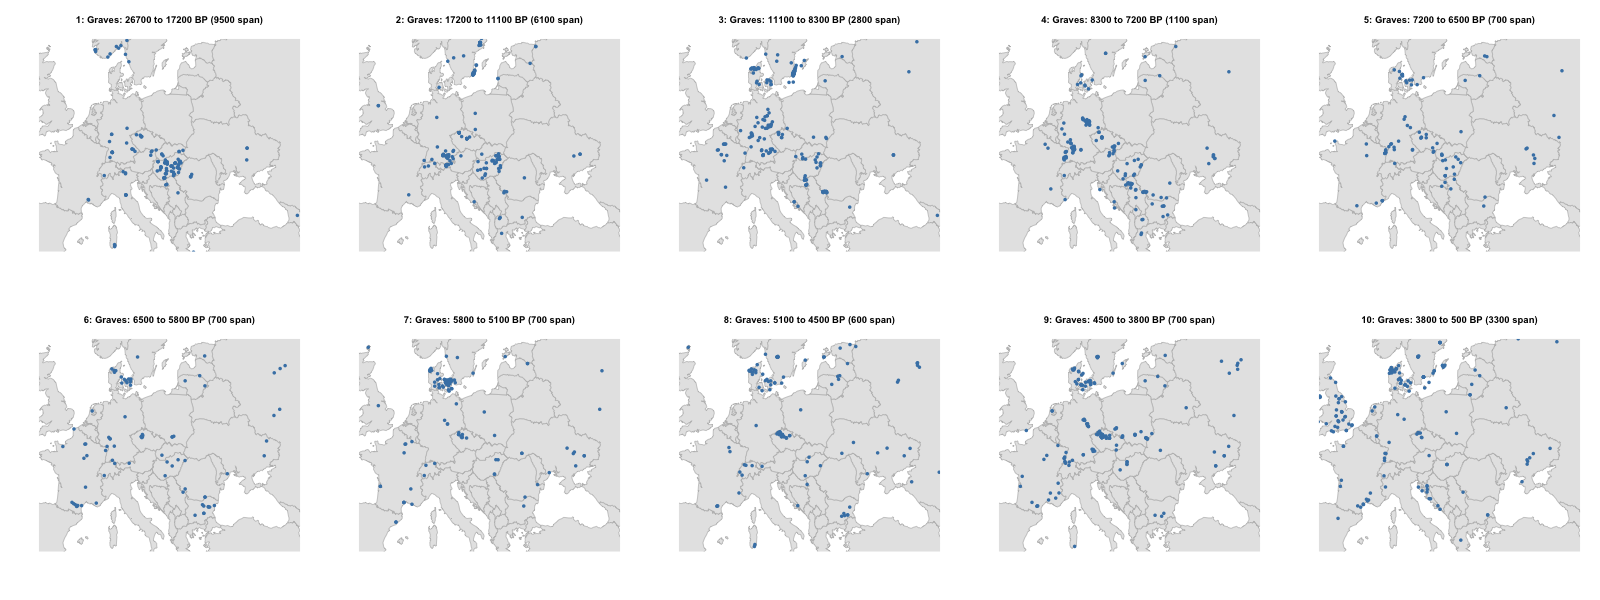 1: Graves: 26700 to 17200 BP (9500 span)
2: Graves: 17200 to 11100 BP (6100 span)
3: Graves: 11100 to 8300 BP (2800 span)
4: Graves: 8300 to 7200 BP (1100 span)
5: Graves: 7200 to 6500 BP (700 span)
6: Graves: 6500 to 5800 BP (700 span)
7: Graves: 5800 to 5100 BP (700 span)
8: Graves: 5100 to 4500 BP (600 span)
9: Graves: 4500 to 3800 BP (700 span)
10: Graves: 3800 to 500 BP (3300 span)